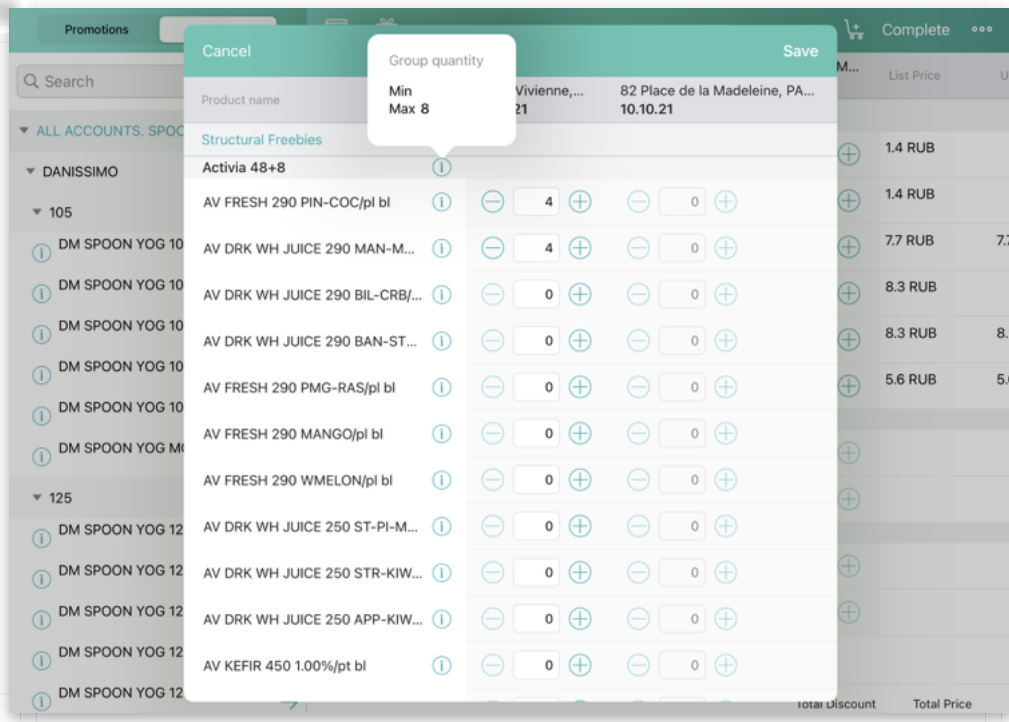 Promotions
Complete
Cancel
Save
Group quantity
Min
Max 8
Search
Product name
Vivienne,...
21
82 Place de la Madeleine, PA...
10.10.21
M...
List Price
U
ALL ACCOUNTS. SPOO
Structural Freebies
Activia 48+8
1.4 RUB
DANISSIMO
AV FRESH 290 PIN-COC/pl bl
4
0
1.4 RUB
105
DM SPOON YOG 10
AV DRK WH JUICE 290 MAN-M...
4
0
7.7 RUB
7.7
DM SPOON YOG 10
AV DRK WH JUICE 290 BIL-CRB/...
0
0
8.3 RUB
DM SPOON YOG 10
AV DRK WH JUICE 290 BAN-ST...
0
0
8.3 RUB
8.
DM SPOON YOG 10
AV FRESH 290 PMG-RAS/pl bl
0
0
5.6 RUB
5.
DM SPOON YOG 10
AV FRESH 290 MANGO/pl bl
0
0
DM SPOON YOG MO
AV FRESH 290 WMELON/pl bl
0
0
125
DM SPOON YOG 12
AV DRK WH JUICE 250 ST-PI-M...
0
0
DM SPOON YOG 12
AV DRK WH JUICE 250 STR-KIW...
0
0
DM SPOON YOG 12
AV DRK WH JUICE 250 APP-KIW...
0
0
DM SPOON YOG 12
AV KEFIR 450 1.00%/pt bl
0
0
DM SPOON YOG 12
Total Discount
Total Price